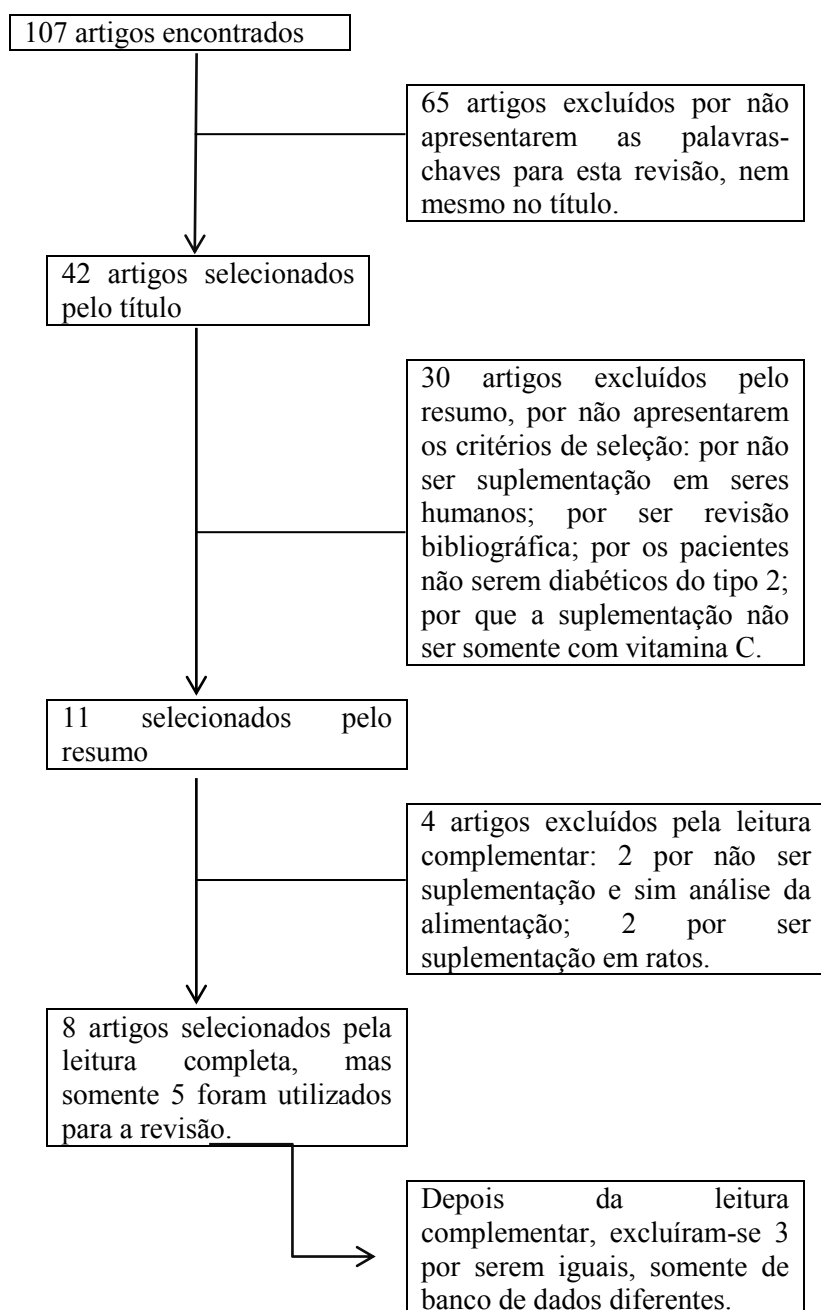 107 artigos encontrados
65 artigos excluídos por não
apresentarem as palavras-
chaves para esta revisão, nem
mesmo no título.
42 artigos selecionados
pelo título
30 artigos excluídos pelo
resumo, por não apresentarem
os critérios de seleção: por não
ser suplementação em seres
humanos; por ser revisão
bibliográfica; por os pacientes
não serem diabéticos do tipo 2;
por que a suplementação não
ser somente com vitamina C.
11 selecionados pelo
resumo
4 artigos excluídos pela leitura
complementar: 2 por não ser
suplementação e sim análise da
alimentação; 2 por ser
suplementação em ratos.
8 artigos selecionados pela
leitura completa, mas
somente 5 foram utilizados
para a revisão.
Depois da leitura
complementar, excluíram-se 3
por serem iguais, somente de
banco de dados diferentes.